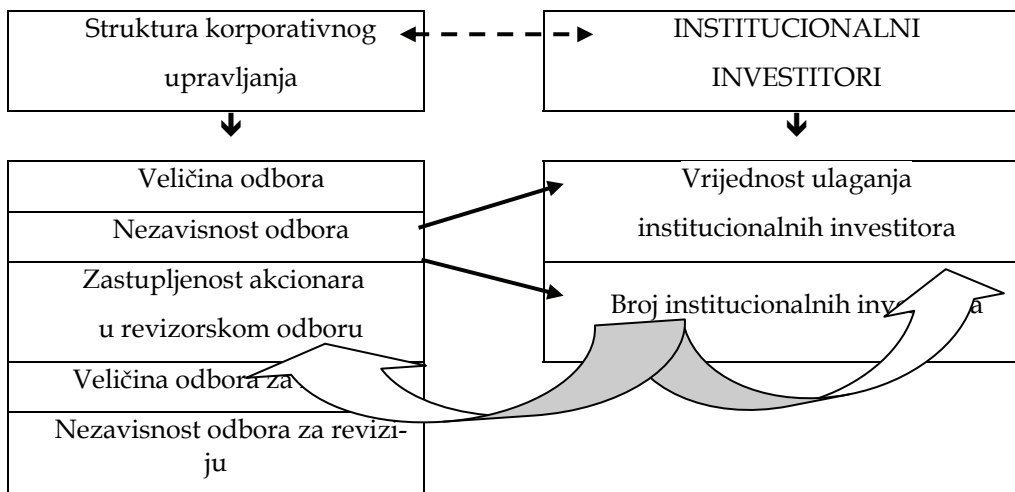 Struktura korporativnog
upravljanja
INSTITUCIONALNI
INVESTITORI
Veličina odbora
Nezavisnost odbora
Zastupljenost akcionara
u revizorskom odboru
Veličina odbora za
Nezavisnost odbora za revizi-
ju
Vrijednost ulaganja
institucionalnih investitora
Broj institucionalnih